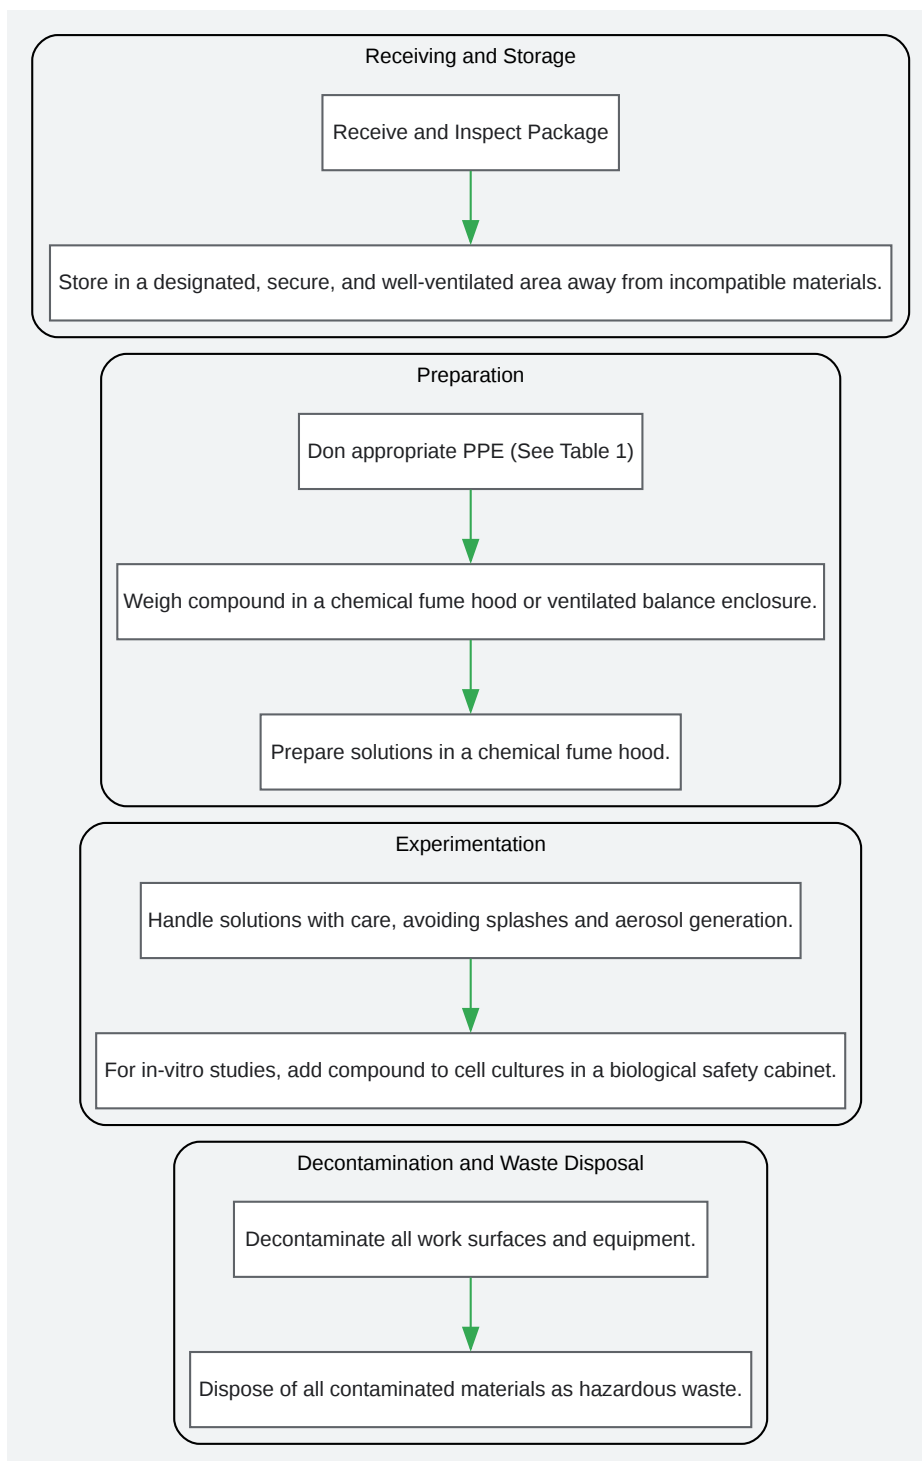 Receiving and Storage
Receive and Inspect Package
Store in a designated, secure, and well-ventilated area away from incompatible materials.
Preparation
Don appropriate PPE (See Table 1)
Weigh compound in a chemical fume hood or ventilated balance enclosure.
Prepare solutions in a chemical fume hood.
Experimentation
Handle solutions with care, avoiding splashes and aerosol generation.
For in-vitro studies, add compound to cell cultures in a biological safety cabinet.
Decontamination and Waste Disposal
Decontaminate all work surfaces and equipment.
Dispose of all contaminated materials as hazardous waste.